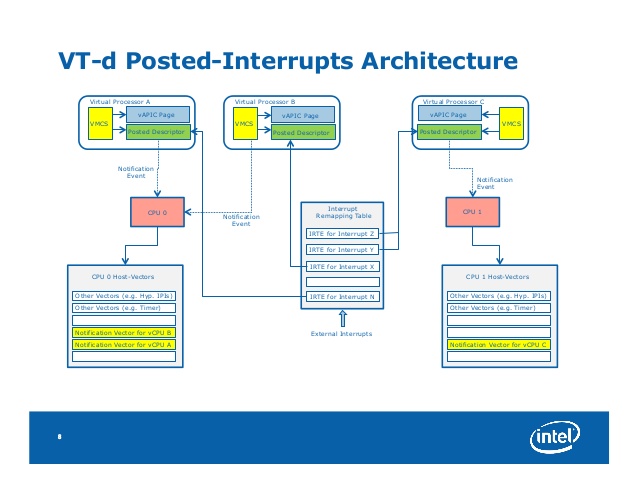 VT-d Posted-Interrupts Architecture
Virtual Processor A
VMCS
vAPIC Page
Posted Descriptor
Virtual Processor B
VMCS
vAPIC Page
Posted Descriptor
Virtual Processor C
vAPIC Page
Posted Descriptor
VMCS
Notification
Event
Notification
Event
Notification
Event
CPU 0
CPU 1
Interrupt
Remapping Table
IRTE for Interrupt Z
IRTE for Interrupt Y
IRTE for Interrupt X
IRTE for Interrupt N
External Interrupts
CPU 0 Host-Vectors
Other Vectors (e.g. Hyp. IPIs)
Other Vectors (e.g. Timer)
Notification Vector for vCPU B
Notification Vector for vCPU A
CPU 1 Host-Vectors
Other Vectors (e.g. Hyp. IPIs)
Other Vectors (e.g. Timer)
Notification Vector for vCPU C
8
intel